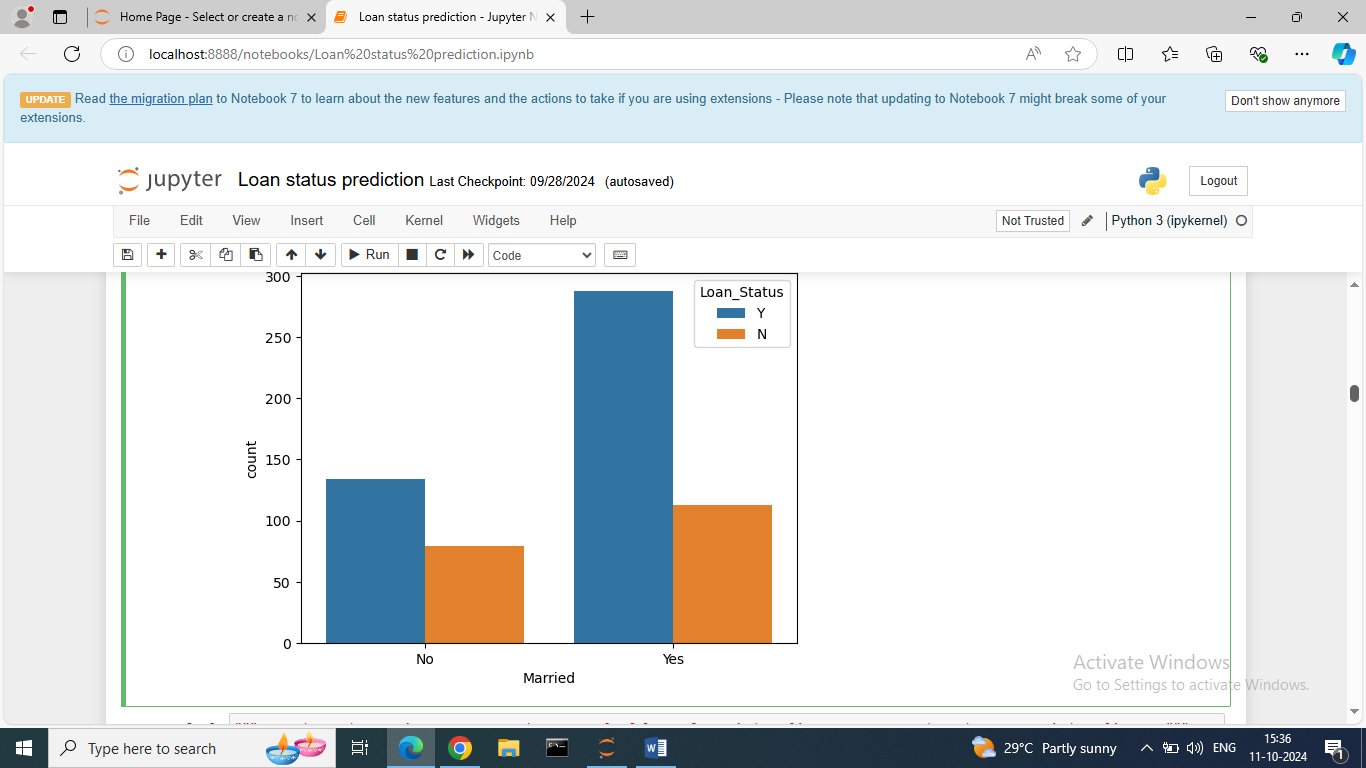 Home Page - Select or create a no
Loan status prediction - Jupyter N
localhost:8888/notebooks/Loan%20status%20prediction.ipynb
UPDATE Read the migration plan to Notebook 7 to learn about the new features and the actions to take if you are using extensions - Please note that updating to Notebook 7 might break some of your
extensions.
Don't show anymore
jupyter Loan status prediction Last Checkpoint: 09/28/2024 (autosaved)
Logout
File Edit View Insert Cell Kernel Widgets Help
Not Trusted Python 3 (ipykernel)
Run Code
300
250
200
150
100
50
0
count
Loan_Status
Y
N
No Yes
Married
Activate Windows
Go to Settings to activate Windows.
Type here to search
29°C Partly sunny
ENG
15:36
11-10-2024
1